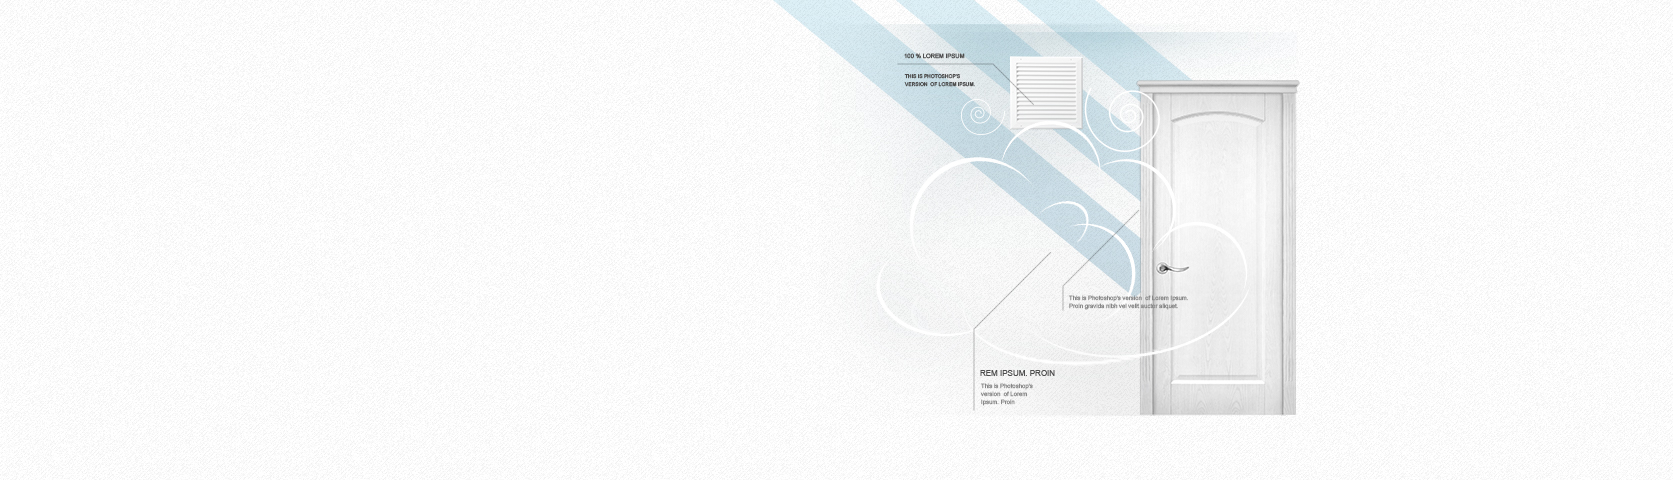 100 % LOREM IPSUM
THIS IS PHOTOSHOP'S
VERSION OF LOREM IPSUM.
This is Photoshop's version of Lorem Ipsum.
Proin gravida nibh vel velit auctor aliquet.
REM IPSUM. PROIN
This is Photoshop's
version of Lorem
Ipsum. Proin